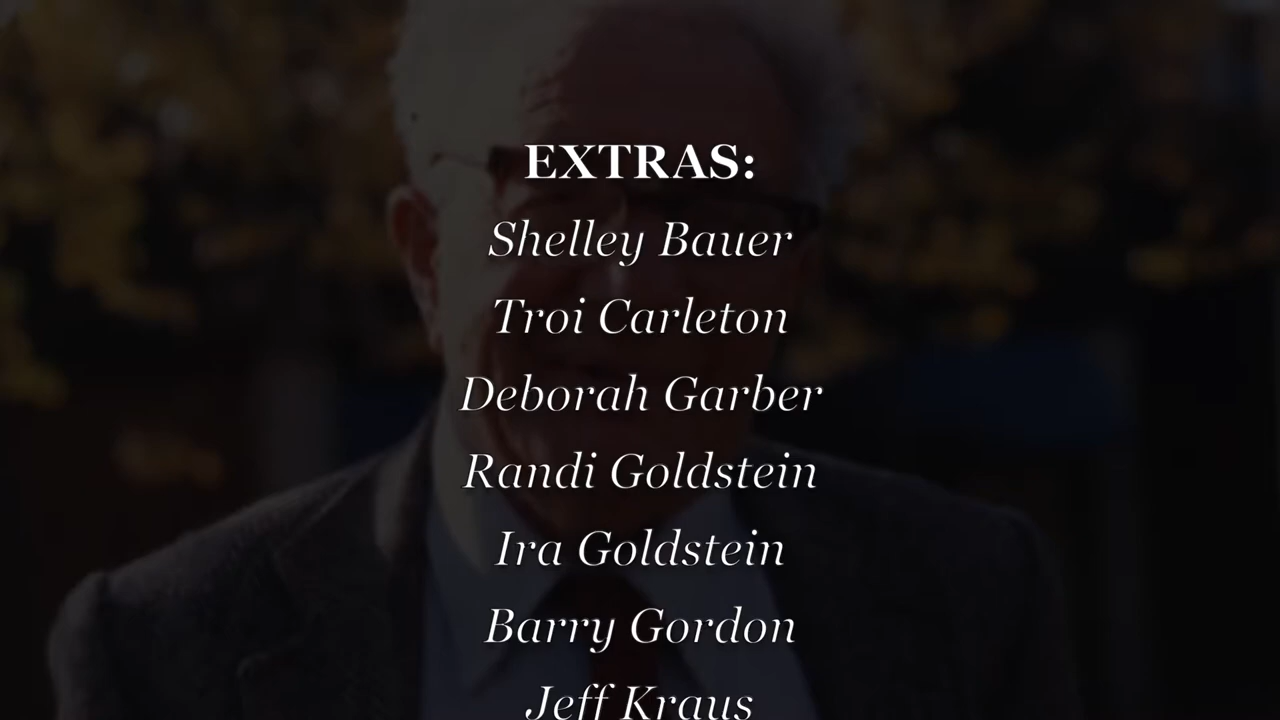 EXTRAS:
Shelley Bauer
Troi Carleton
Deborah Garber
Randi Goldstein
Ira Goldstein
Barry Gordon
Jeff Kraus